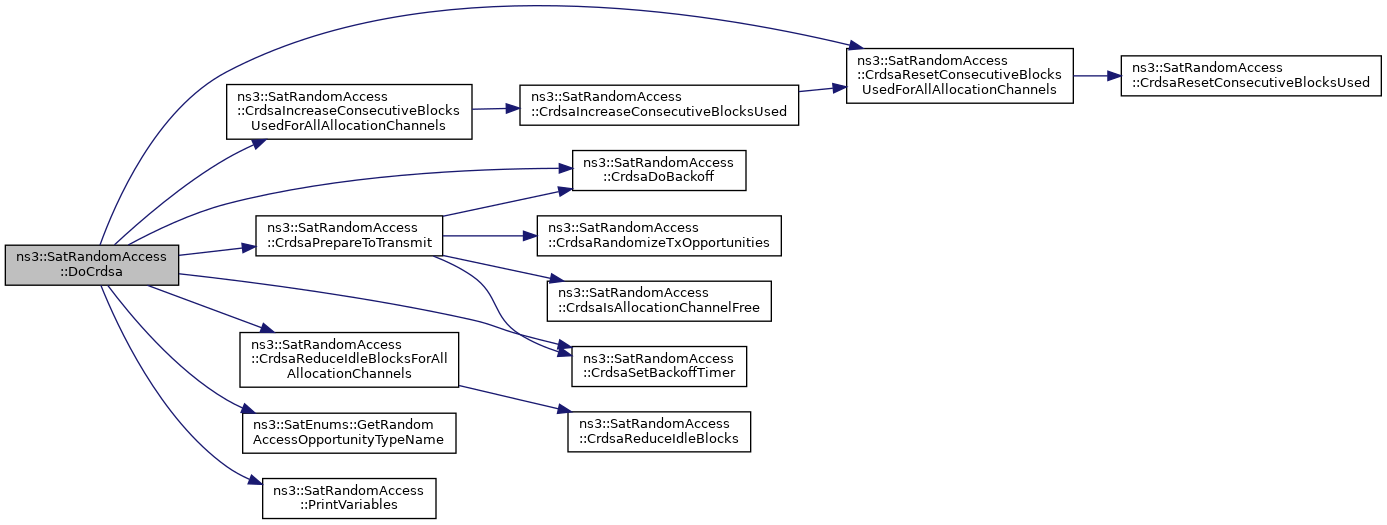 ns3::SatRandomAccess
::DoCrdsa
ns3::SatRandomAccess
::CrdsaIncreaseConsecutiveBlocks
UsedForAllAllocationChannels
ns3::SatRandomAccess
::CrdsaIncreaseConsecutiveBlocksUsed
ns3::SatRandomAccess
::CrdsaResetConsecutiveBlocks
UsedForAllAllocationChannels
ns3::SatRandomAccess
::CrdsaResetConsecutiveBlocksUsed
ns3::SatRandomAccess
::CrdsaDoBackoff
ns3::SatRandomAccess
::CrdsaPrepareToTransmit
ns3::SatRandomAccess
::CrdsaRandomizeTxOpportunities
ns3::SatRandomAccess
::CrdsaIsAllocationChannelFree
ns3::SatRandomAccess
::CrdsaSetBackoffTimer
ns3::SatRandomAccess
::CrdsaReduceIdleBlocksForAll
AllocationChannels
ns3::SatRandomAccess
::CrdsaReduceIdleBlocks
ns3::SatEnums::GetRandom
AccessOpportunityTypeName
ns3::SatRandomAccess
::PrintVariables